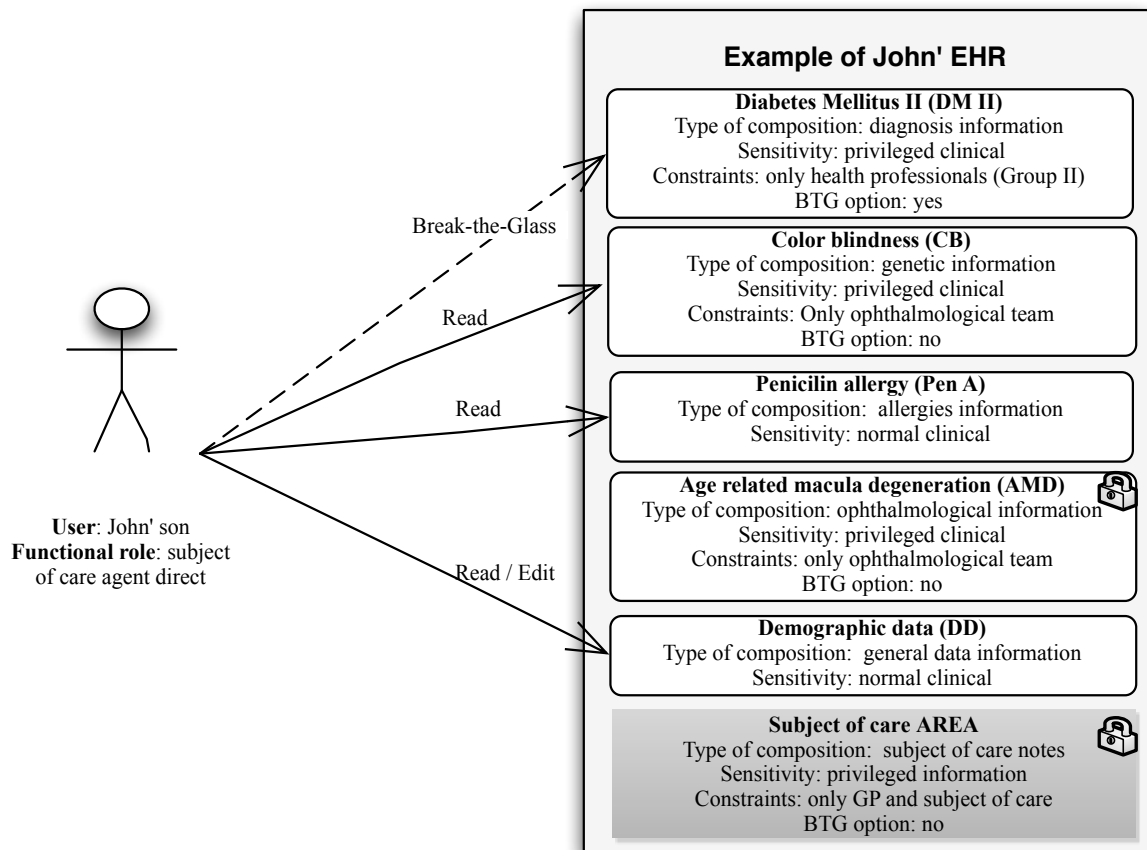 Example of John' EHR
Diabetes Mellitus II (DM II)
Type of composition: diagnosis information
Sensitivity: privileged clinical
Constraints: only health professionals (Group II)
BTG option: yes
Break-the-Glass
Color blindness (CB)
Type of composition: genetic information
Sensitivity: privileged clinical
Constraints: Only ophthalmological team
BTG option: no
Read
Penicilin allergy (Pen A)
Type of composition:  allergies information
Sensitivity: normal clinical
Read
Age related macula degeneration (AMD)
Type of composition: ophthalmological information
Sensitivity: privileged clinical
Constraints: only ophthalmological team
BTG option: no
User: John' son
Functional role: subject
of care agent direct
Read / Edit
Demographic data (DD)
Type of composition:  general data information
Sensitivity: normal clinical
Subject of care AREA
Type of composition:  subject of care notes
Sensitivity: privileged information
Constraints: only GP and subject of care
BTG option: no